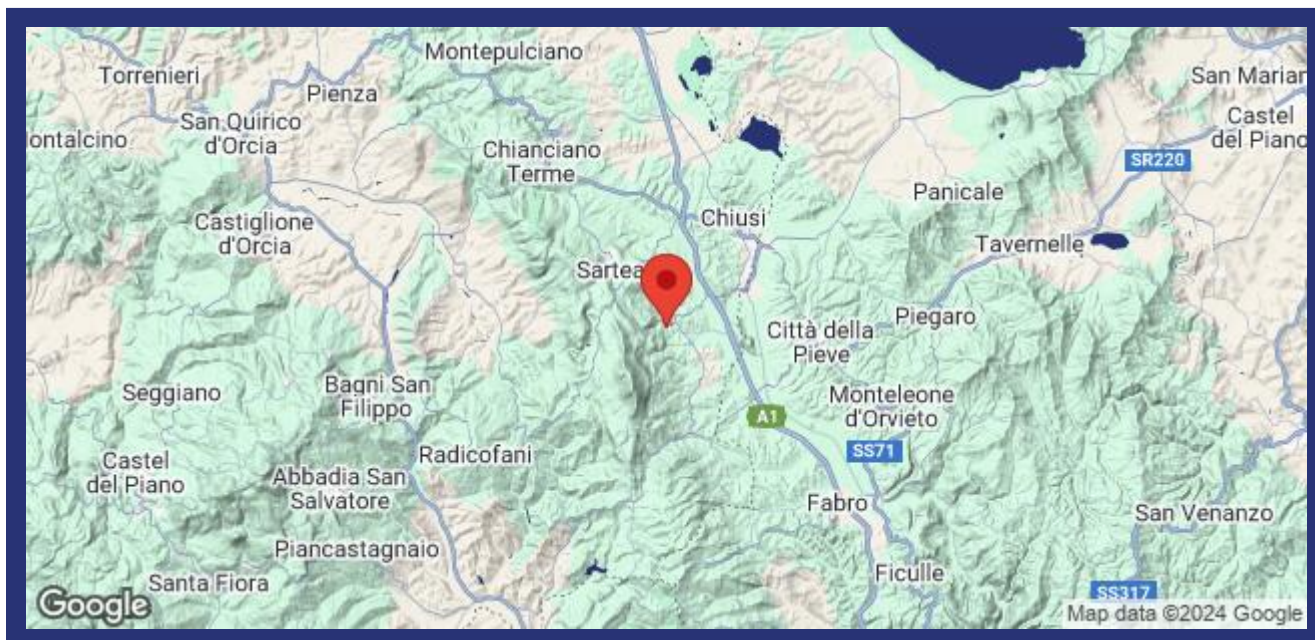 Montepulciano
Torrenieri
Pienza
San Marian
Castel
del Piano
San Quirico
d'Orcia
ontalcino
Chianciano
Terme
SR220
Panicale
Castiglione
d'Orcia
Chiusi
Tavernelle
Sartea
Piegaro
Città della
Pieve
Seggiano
Bagni San
Filippo
Monteleone
d'Orvieto
A1
SS71
Radicofani
Castel
del Piano
Abbadia San
Salvatore
Fabro
San Venanzo
Piancastagnaio
Santa Fiora
Ficulle
SS317
Google
Map data ©2024 Google